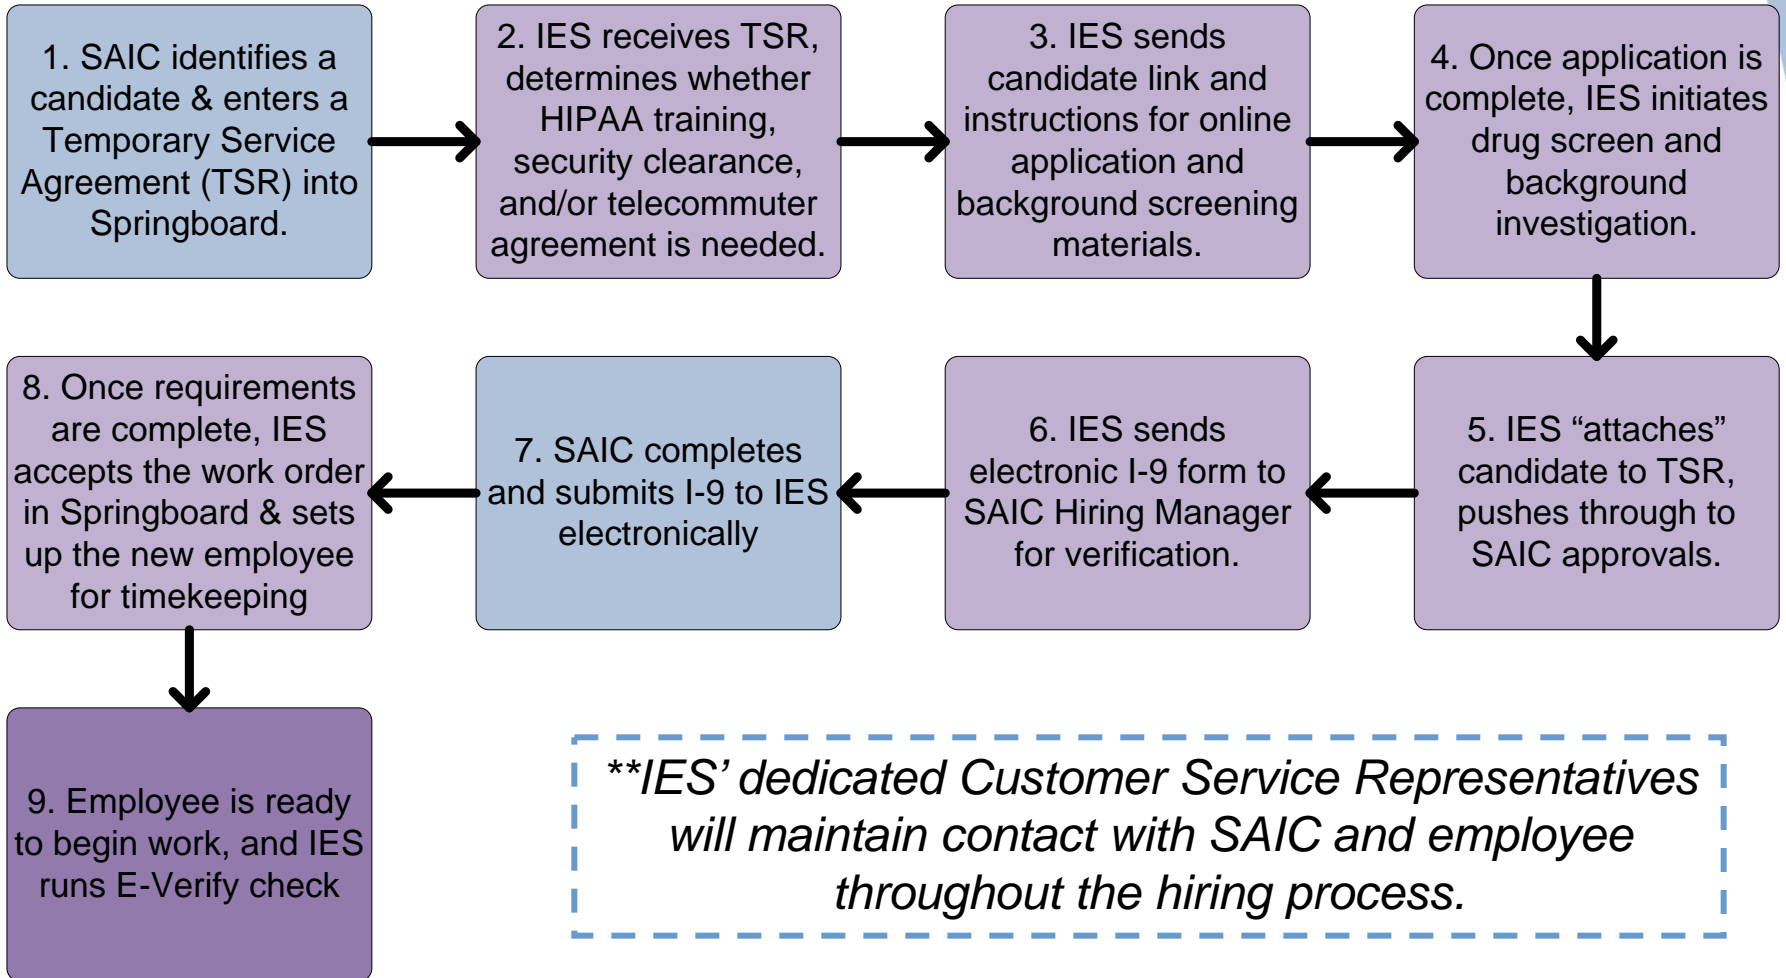 1. SAIC identifies a
candidate & enters a
Temporary Service
Agreement (TSR) into
Springboard.
2. IES receives TSR,
determines whether
HIPAA training,
security clearance,
and/or telecommuter
agreement is needed.
3. IES sends
candidate link and
instructions for online
application and
background screening
materials.
4. Once application is
complete, IES initiates
drug screen and
background
investigation.
5. IES “attaches”
candidate to TSR,
pushes through to
SAIC approvals.
6. IES sends
electronic I-9 form to
SAIC Hiring Manager
for verification.
7. SAIC completes
and submits I-9 to IES
electronically
8. Once requirements
are complete, IES
accepts the work order
in Springboard & sets
up the new employee
for timekeeping
9. Employee is ready
to begin work, and IES
runs E-Verify check
**IES’ dedicated Customer Service Representatives
will maintain contact with SAIC and employee
throughout the hiring process.